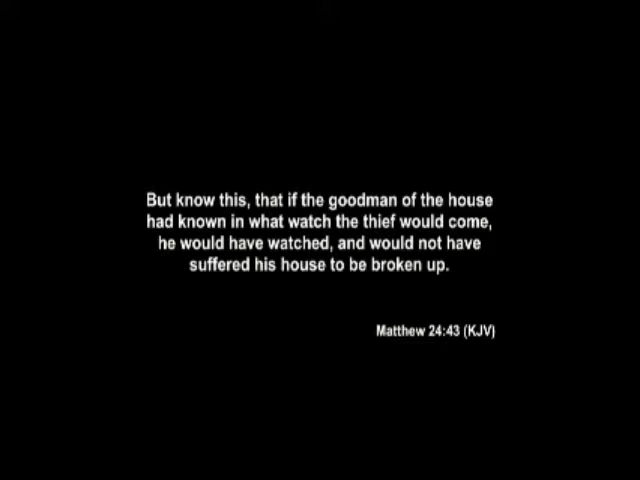 But know this, that if the goodman of the house
had known in what watch the thief would come,
he would have watched, and would not have
suffered his house to be broken up.
Matthew 24:43 (KJV)